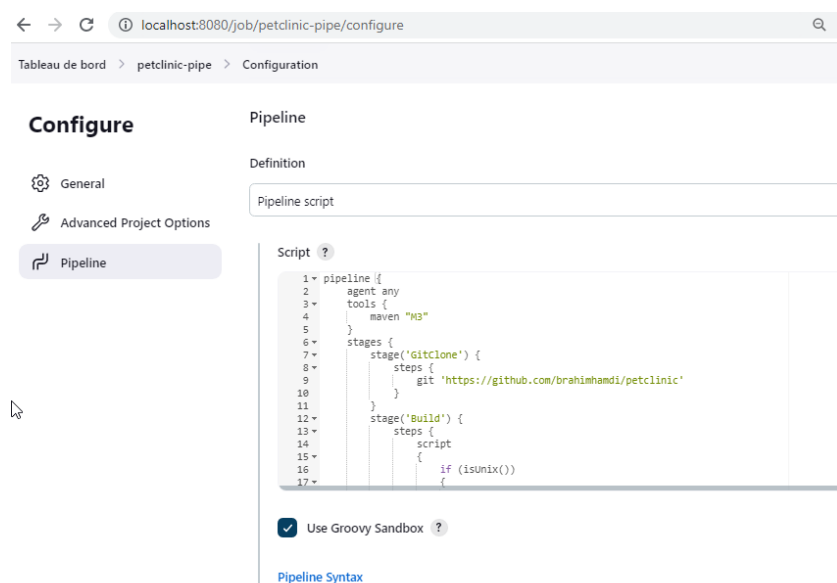 localhost:8080/job/petclinic-pipe/configure
Tableau de bord > petclinic-pipe > Configuration
Configure
General
Advanced Project Options
Pipeline
Pipeline
Definition
Pipeline script
Script ?
1 pipeline {
2 agent any
3 tools {
4 maven "M3"
5 }
6 stages {
7 stage('GitClone') {
8 steps {
9 git 'https://github.com/brahimhamdi/petclinic'
10 }
11 }
12 stage('Build') {
13 steps {
14 script
15 {
16 if (isUnix())
17 {
Use Groovy Sandbox ?
Pipeline Syntax